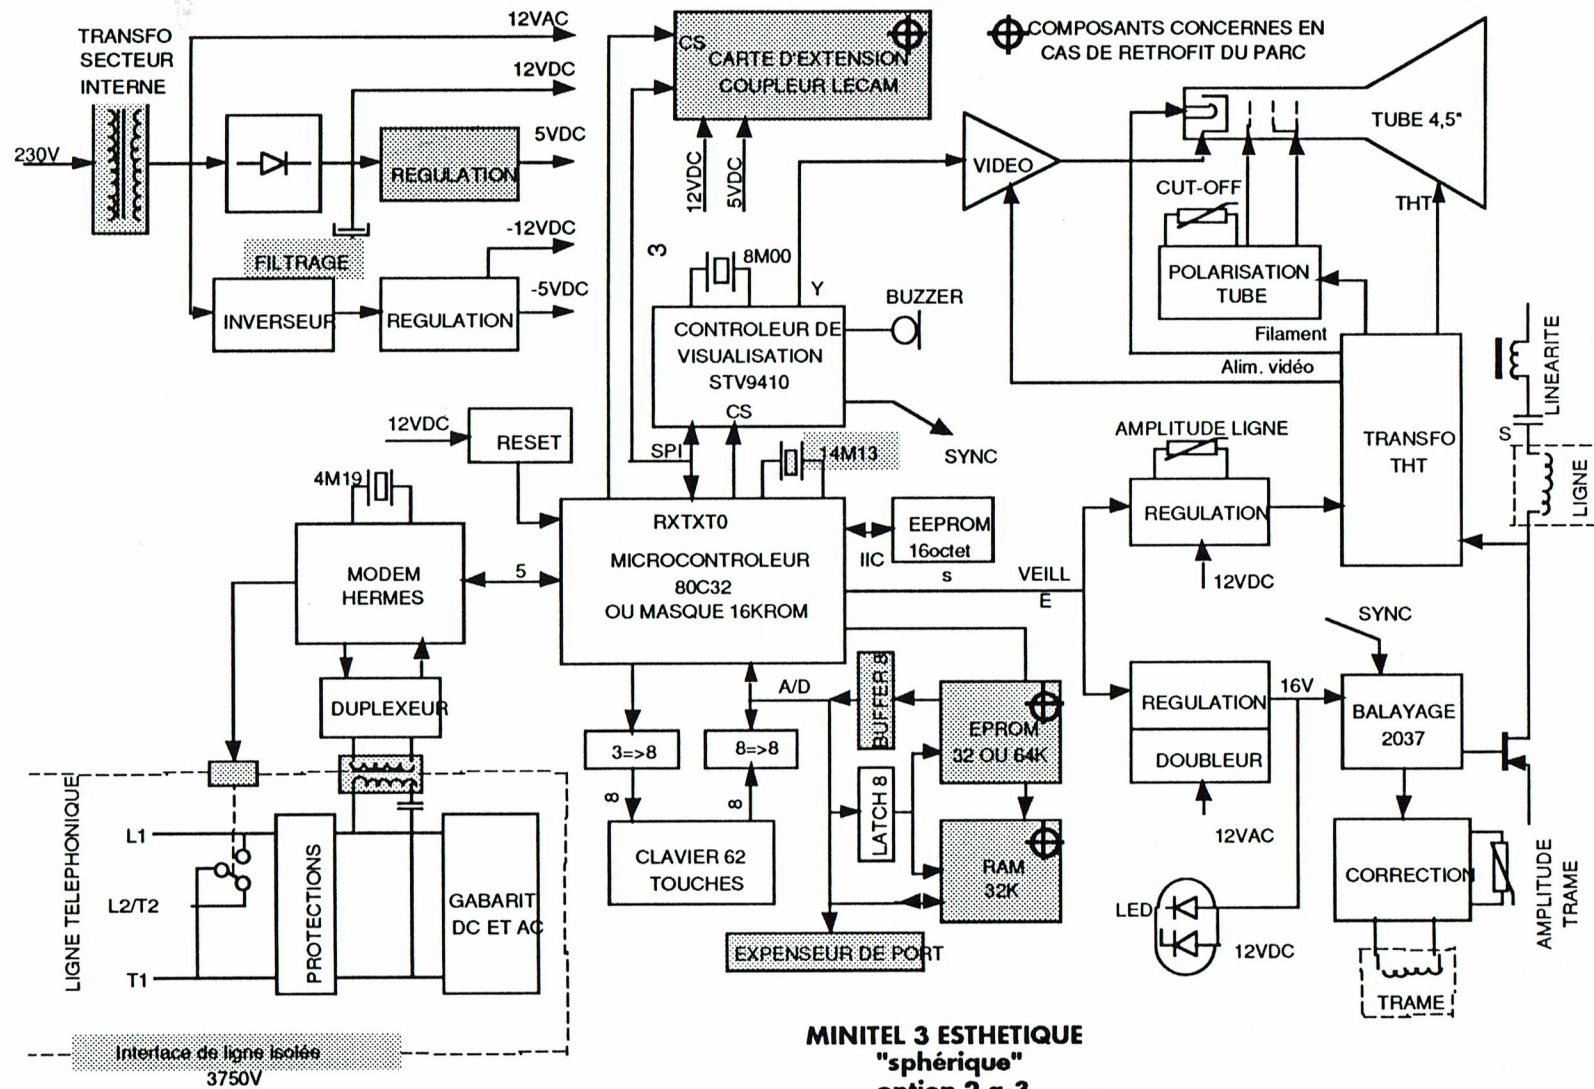 TRANSFO
SECTEUR
INTERNE
230V
12VAC
12VDC
5VDC
REGULATION
-12VDC
FILTRAGE
-5VDC
INVERSEUR
REGULATION
CS
CARTE D'EXTENSION
COUPLEUR LECAM
12VDC
5VDC
COMPOSANTS CONCERNES EN
CAS DE RETROFIT DU PARC
TUBE 4,5"
VIDEO
CUT-OFF
THT
POLARISATION
TUBE
3
8M00
Y
BUZZER
CONTROLEUR DE
VISUALISATION
STV9410
CS
Filament
Alim. vidéo
LINEARITE
S
LIGNE
TRANSFO
THT
12VDC
RESET
SPI
14M13
SYNC
AMPLITUDE LIGNE
REGULATION
12VDC
4M19
MODEM
HERMES
5
RXTXT0
MICROCONTROLEUR
80C32
OU MASQUE 16KROM
EEPROM
16octet
s
IIC
VEILL
E
DUPLEXEUR
A/D
BUFFER 8
EPROM
32 OU 64K
3=>8
8=>8
8
8
LATCH 8
RAM
32K
CLAVIER 62
TOUCHES
EXPENSEUR DE PORT
SYNC
REGULATION
16V
DOUBLEUR
12VAC
BALAYAGE
2037
CORRECTION
AMPLITUDE
TRAME
LED
12VDC
TRAME
LIGNE TELEPHONIQUE
L1
L2/T2
T1
PROTECTIONS
GABARIT
DC ET AC
Interface de ligne isolée
3750V
MINITEL 3 ESTHETIQUE
"sphérique"
option 2 a-3